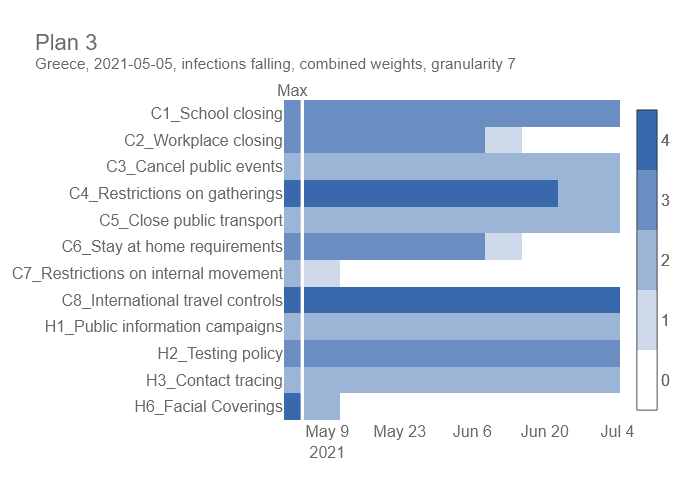 Plan 3
Greece, 2021-05-05, infections falling, combined weights, granularity 7
Max
C1_School closing
C2_Workplace closing
C3_Cancel public events
C4_Restrictions on gatherings
C5_Close public transport
C6_Stay at home requirements
C7_Restrictions on internal movement
C8_International travel controls
H1_Public information campaigns
H2_Testing policy
H3_Contact tracing
H6_Facial Coverings
4
3
2
1
0
May 9 May 23 Jun 6 Jun 20 Jul 4
2021